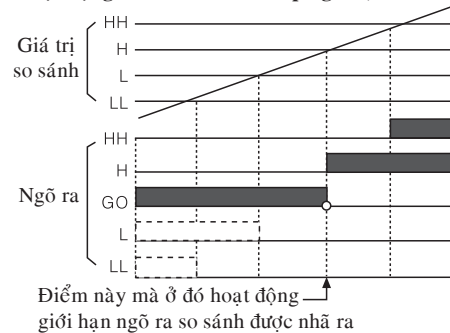 HH
Giá trị
so sánh
H
L
LL
HH
H
Ngõ ra
GO
L
LL
Điểm này mà ở đó hoạt động
giới hạn ngõ ra so sánh được nhã ra